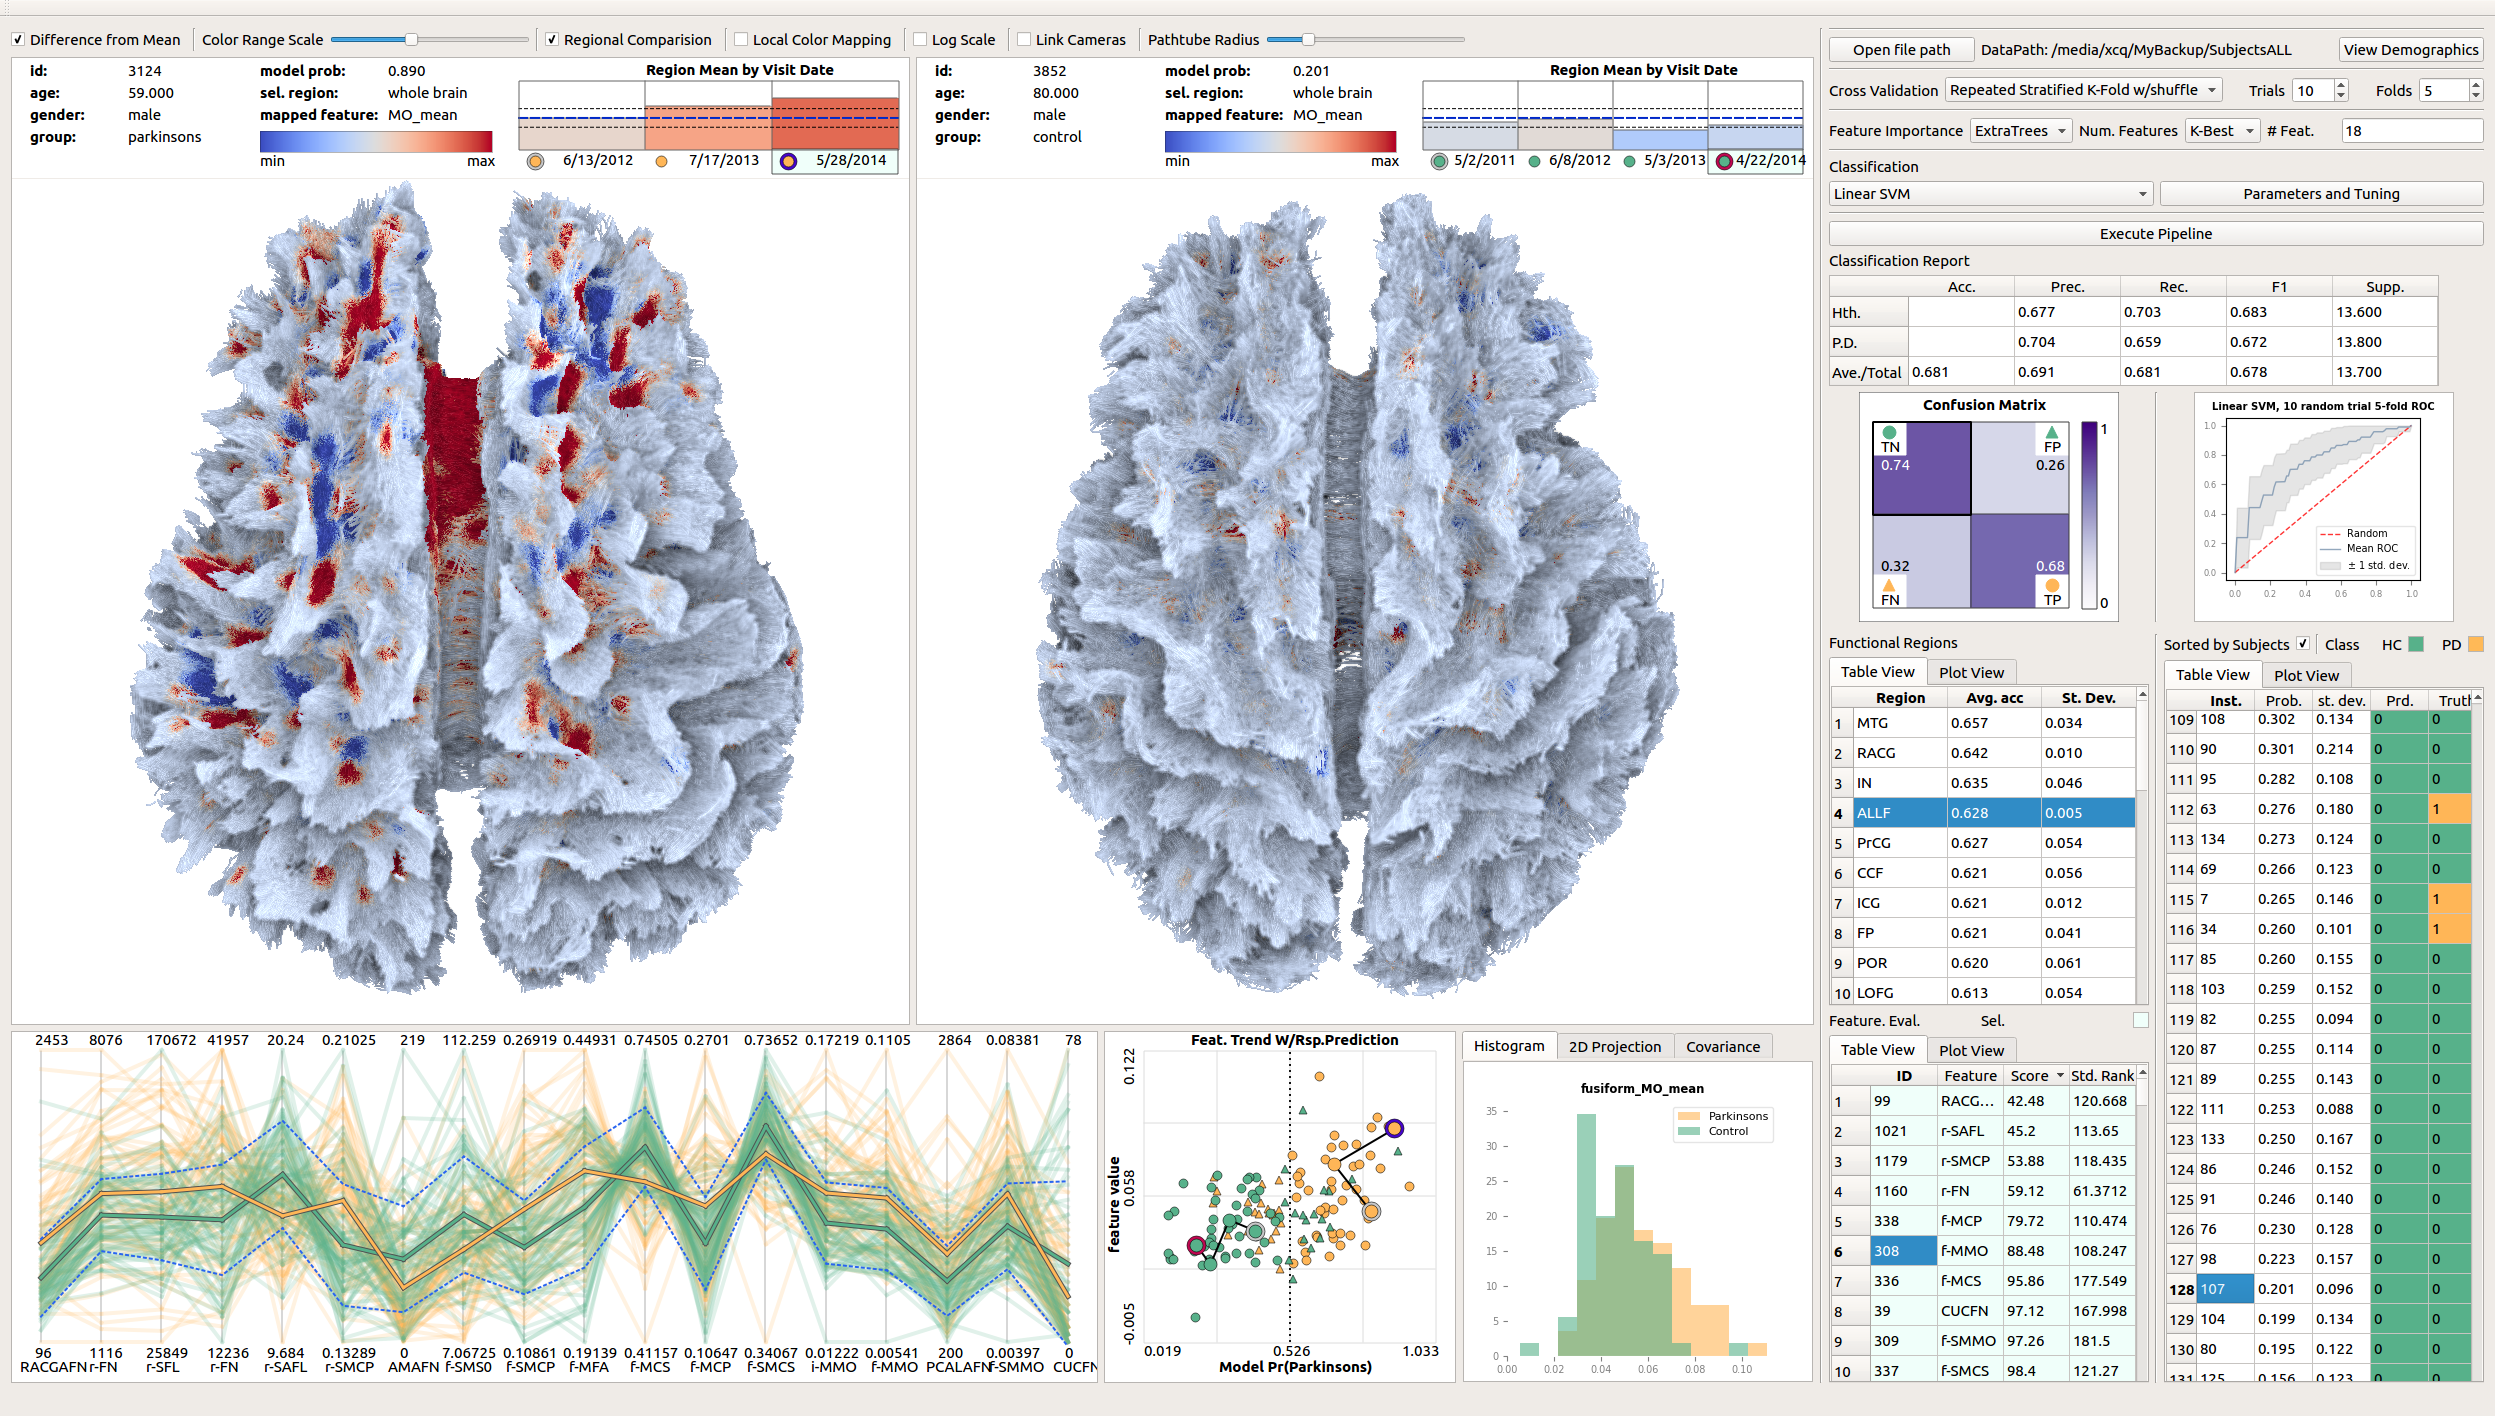 Difference from Mean Color Range Scale Regional Comparision Local Color Mapping Log Scale Link Cameras Pathtube Radius
id: 3124 model prob: 0.890 Region Mean by Visit Date
age: 59.000 sel. region: whole brain
gender: male mapped feature: MO_mean
group: parkinsons
min max 6/13/2012 7/17/2013 5/28/2014
id: 3852 model prob: 0.201 Region Mean by Visit Date
age: 80.000 sel. region: whole brain
gender: male mapped feature: MO_mean
group: control
min max 5/2/2011 6/8/2012 5/3/2013 4/22/2014
Open file path DataPath: /media/xcq/MyBackup/SubjectsALL View Demographics
Cross Validation Repeated Stratified K-Fold w/shuffle Trials 10 Folds 5
Feature Importance ExtraTrees Num. Features K-Best # Feat. 18
Classification
Linear SVM Parameters and Tuning
Execute Pipeline
Classification Report
Acc. Prec. Rec. F1 Supp.
Hth. 0.677 0.703 0.683 13.600
P.D. 0.704 0.659 0.672 13.800
Ave./Total 0.681 0.691 0.681 0.678 13.700
Confusion Matrix
TN FP 1
0.74 0.26
0.32 0.68
FN TP 0
Linear SVM, 10 random trial 5-fold ROC
1.0
0.8
0.6
0.4
0.2
0.0
Random
Mean ROC
± 1 std. dev.
0.0 0.2 0.4 0.6 0.8 1.0
Functional Regions
Table View Plot View
Region Avg. acc St. Dev.
1 MTG 0.657 0.034
2 RACG 0.642 0.010
3 IN 0.635 0.046
4 ALLF 0.628 0.005
5 PrCG 0.627 0.054
6 CCF 0.621 0.056
7 ICG 0.621 0.012
8 FP 0.621 0.041
9 POR 0.620 0.061
10 LOFG 0.613 0.054
Feature. Eval. Sel.
Table View Plot View
ID Feature Score Std. Rank
1 99 RACG... 42.48 120.668
2 1021 r-SAFL 45.2 113.65
3 1179 r-SMCP 53.88 118.435
4 1160 r-FN 59.12 61.3712
5 338 f-MCP 79.72 110.474
6 308 f-MMO 88.48 108.247
7 336 f-MCS 95.86 177.549
8 39 CUCFN 97.12 167.998
9 309 f-SMMO 97.26 181.5
10 337 f-SMCS 98.4 121.27
Sorted by Subjects Class HC PD
Table View Plot View
Inst. Prob. st. dev. Prd. Truth
109 108 0.302 0.134 0 0
110 90 0.301 0.214 0 0
111 95 0.282 0.108 0 0
112 63 0.276 0.180 0 1
113 134 0.273 0.124 0 0
114 69 0.266 0.123 0 0
115 7 0.265 0.146 0 1
116 34 0.260 0.101 0 1
117 85 0.260 0.155 0 0
118 103 0.259 0.152 0 0
119 82 0.255 0.094 0 0
120 87 0.255 0.114 0 0
121 89 0.255 0.143 0 0
122 111 0.253 0.088 0 0
123 133 0.250 0.167 0 0
124 86 0.246 0.152 0 0
125 91 0.246 0.140 0 0
126 76 0.230 0.128 0 0
127 98 0.223 0.157 0 0
128 107 0.201 0.096 0 0
129 104 0.199 0.134 0 0
130 80 0.195 0.122 0 0
131 125 0.156 0.123 0 0
2453 8076 170672 41957 20.24 0.21025 219 112.259 0.26919 0.44931 0.74505 0.2701 0.73652 0.17219 0.1105 2864 0.08381 78
96 1116 25849 12236 9.684 0.13289 0 7.06725 0.10861 0.19139 0.41157 0.10647 0.34067 0.01222 0.00541 200 0.00397 0
RACGAFN r-FN r-SFL r-FN r-SAFL r-SMCP AMAFN f-SMS0 f-SMCP f-MFA f-MCS f-MCP f-SMCS i-MMO f-MMO PCALAFN f-SMMO CUCFN
Feat. Trend W/Rsp.Prediction
feature value
0.122
0.058
-0.005
0.019 0.526 1.033
Model Pr(Parkinsons)
Histogram 2D Projection Covariance
fusiform_MO_mean
Parkinsons
Control
35
30
25
20
15
10
5
0
0.00 0.02 0.04 0.06 0.08 0.10